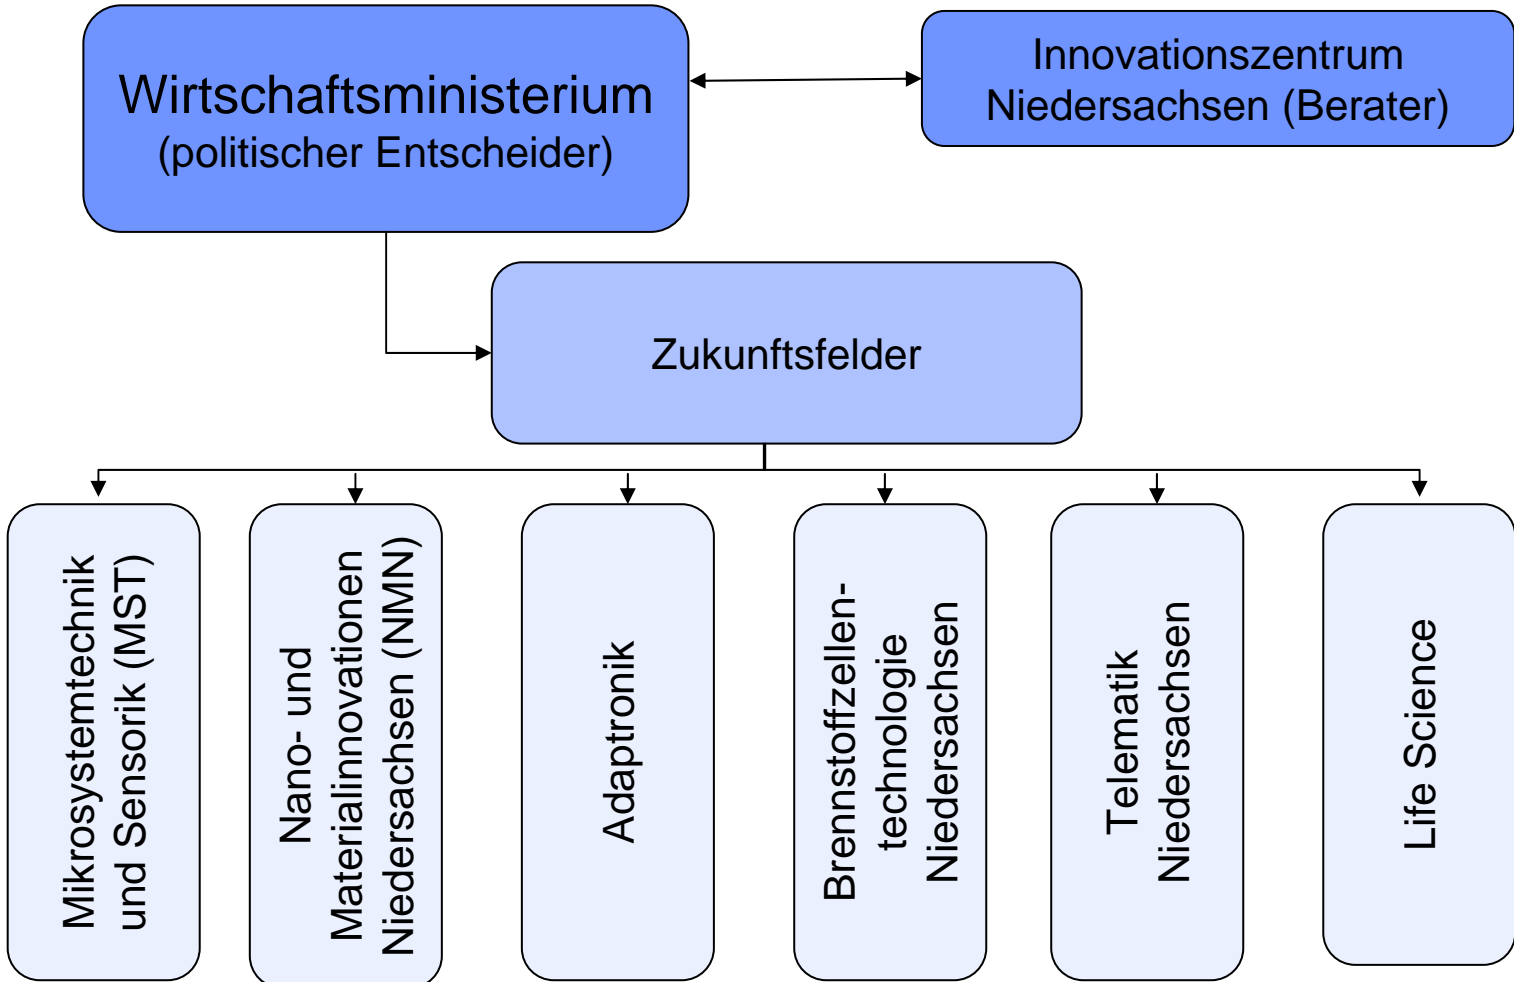 Wirtschaftsministerium
(politischer Entscheider)
Innovationszentrum
Niedersachsen (Berater)
Zukunftsfelder
Mikrosystemtechnik
und Sensorik (MST)
Nano- und
Materialinnovationen
Niedersachsen (NMN)
Adaptronik
Brennstoffzellen-
technologie
Niedersachsen
Telematik
Niedersachsen
Life Science